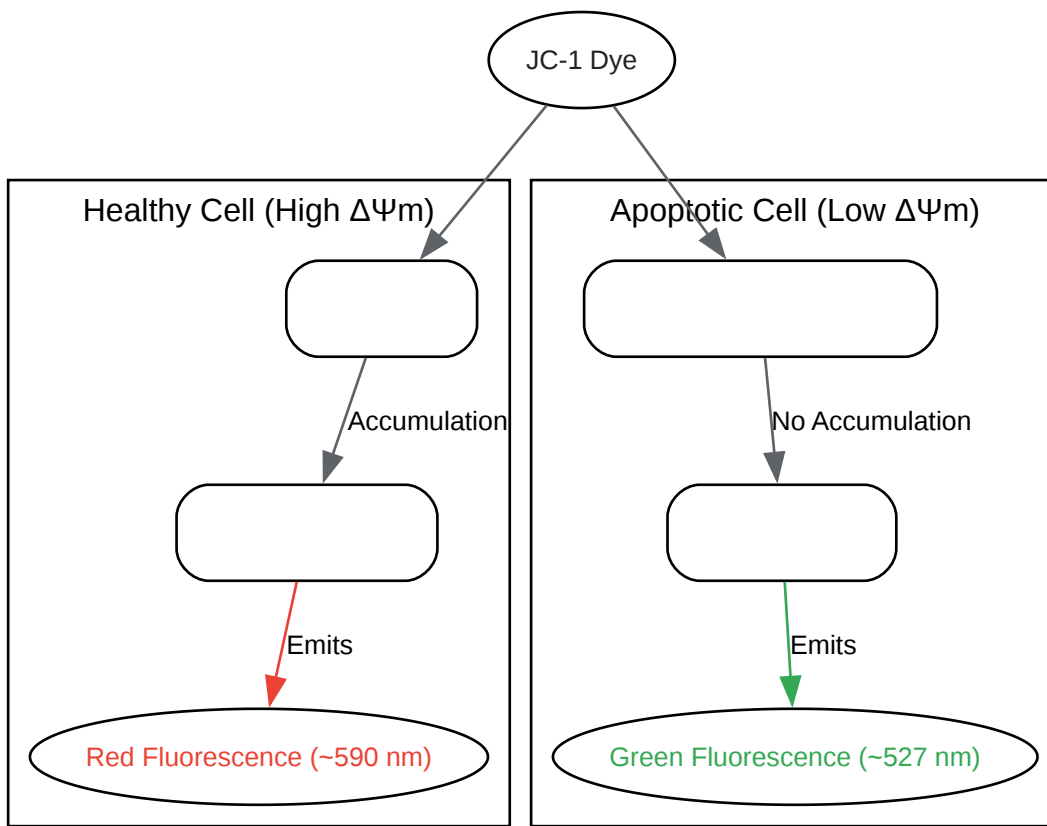 JC-1 Dye
Healthy Cell (High ΔΨm)
Apoptotic Cell (Low ΔΨm)
Accumulation
No Accumulation
Emits
Emits
Red Fluorescence (~590 nm)
Green Fluorescence (~527 nm)